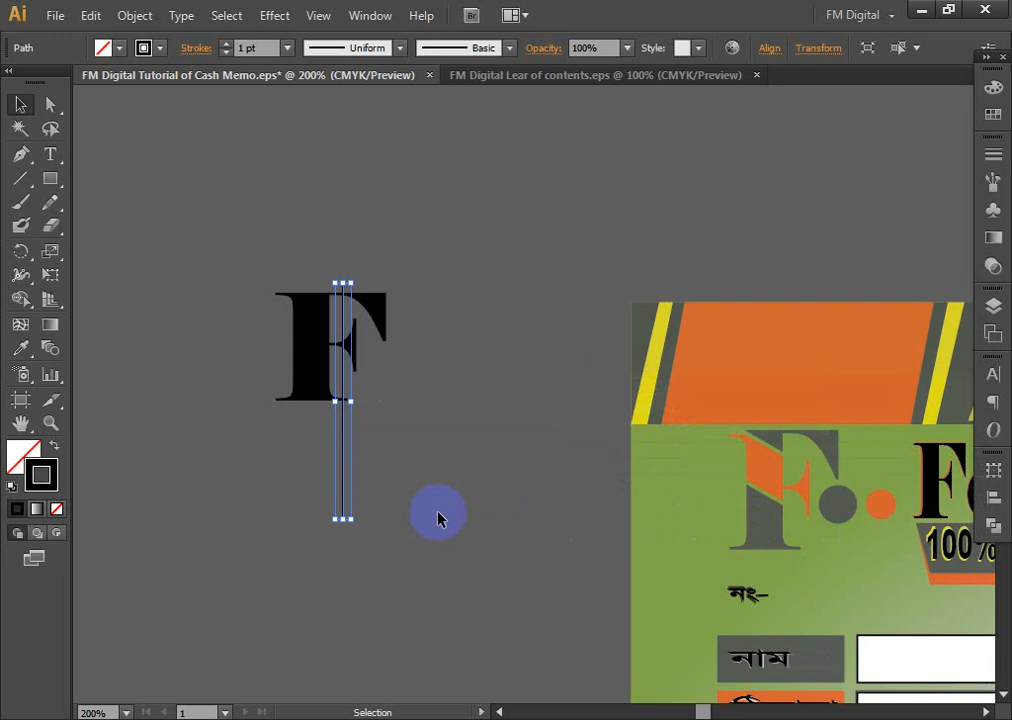 Ai File Edit Object Type Select Effect View Window Help Br FM Digital
Path Stroke: 1 pt Uniform Basic Opacity: 100% Style: Align Transform
FM Digital Tutorial of Cash Memo.eps* @ 200% (CMYK/Preview) × FM Digital Lear of contents.eps @ 100% (CMYK/Preview) ×
F
F
F
100%
নং–
নাম
200% 1 Selection